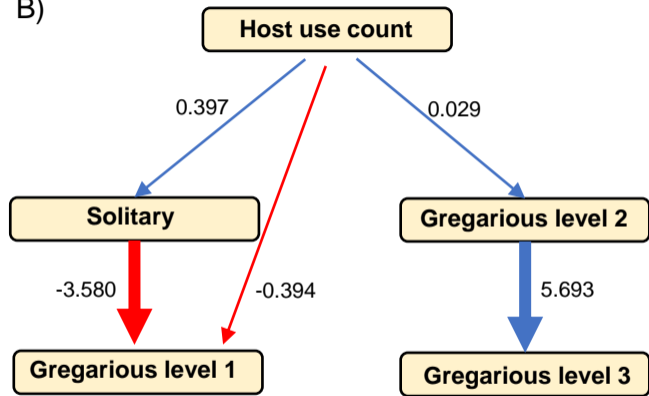 B)
Host use count
0.397
0.029
Solitary
Gregarious level 2
-3.580
-0.394
5.693
Gregarious level 1
Gregarious level 3